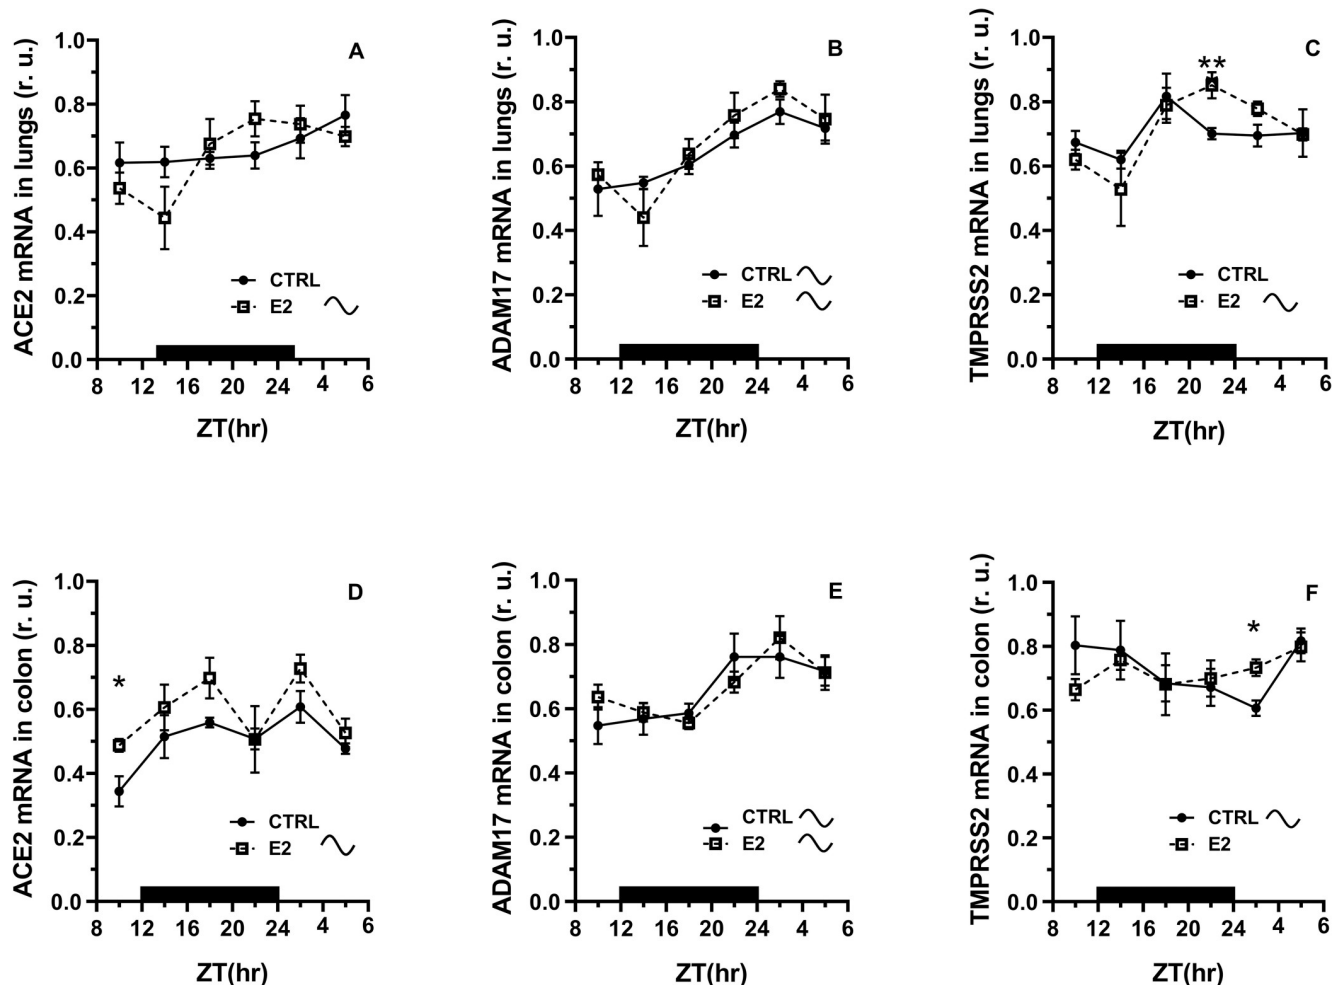 A
ACE2 mRNA in lungs (r. u.)
1.0
0.8
0.6
0.4
0.2
0.0
CTRL
E2
8 12 16 20 24 4 6
ZT(hr)
B
ADAM17 mRNA in lungs (r. u.)
1.0
0.8
0.6
0.4
0.2
0.0
CTRL
E2
8 12 16 20 24 4 6
ZT(hr)
C
TMPRSS2 mRNA in lungs (r. u.)
1.0
0.8
0.6
0.4
0.2
0.0
**
CTRL
E2
8 12 16 20 24 4 6
ZT(hr)
D
ACE2 mRNA in colon (r. u.)
1.0
0.8
0.6
0.4
0.2
0.0
*
CTRL
E2
8 12 16 20 24 4 6
ZT(hr)
E
ADAM17 mRNA in colon (r. u.)
1.0
0.8
0.6
0.4
0.2
0.0
CTRL
E2
8 12 16 20 24 4 6
ZT(hr)
F
TMPRSS2 mRNA in colon (r. u.)
1.0
0.8
0.6
0.4
0.2
0.0
*
CTRL
E2
8 12 16 20 24 4 6
ZT(hr)